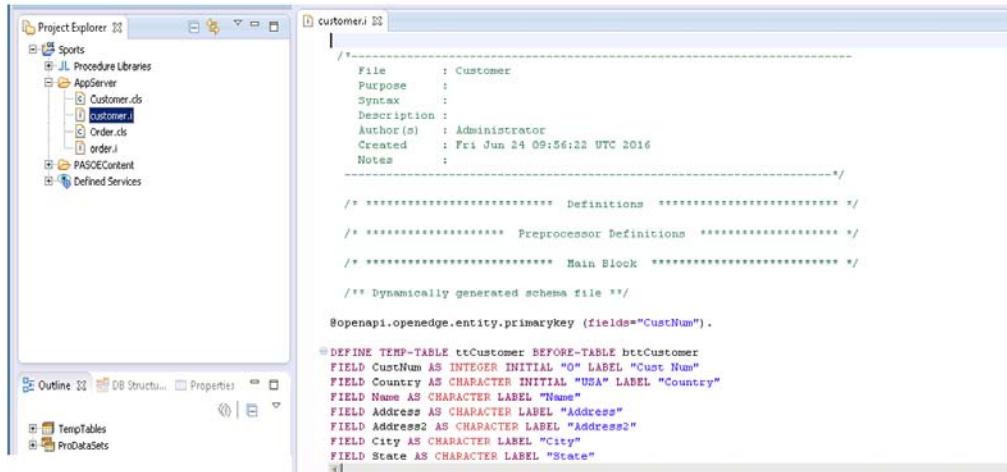 Project Explorer
Sports
Procedure Libraries
AppServer
Customer.cls
customer.i
Order.cls
order.i
PASOEContent
Defined Services
Outline DB Structu... Properties
TempTables
ProDataSets
customer.i
/*------------------------------------------------------------------------
File : Customer
Purpose :
Syntax :
Description :
Author(s) : Administrator
Created : Fri Jun 24 09:56:22 UTC 2016
Notes :
----------------------------------------------------------------------*/
/* *************************** Definitions ************************** */
/* ******************** Preprocessor Definitions ******************** */
/* *************************** Main Block *************************** */
/** Dynamically generated schema file **/
@openapi.openedge.entity.primarykey (fields="CustNum").
DEFINE TEMP-TABLE ttCustomer BEFORE-TABLE bttCustomer
FIELD CustNum AS INTEGER INITIAL "0" LABEL "Cust Num"
FIELD Country AS CHARACTER INITIAL "USA" LABEL "Country"
FIELD Name AS CHARACTER LABEL "Name"
FIELD Address AS CHARACTER LABEL "Address"
FIELD Address2 AS CHARACTER LABEL "Address2"
FIELD City AS CHARACTER LABEL "City"
FIELD State AS CHARACTER LABEL "State"